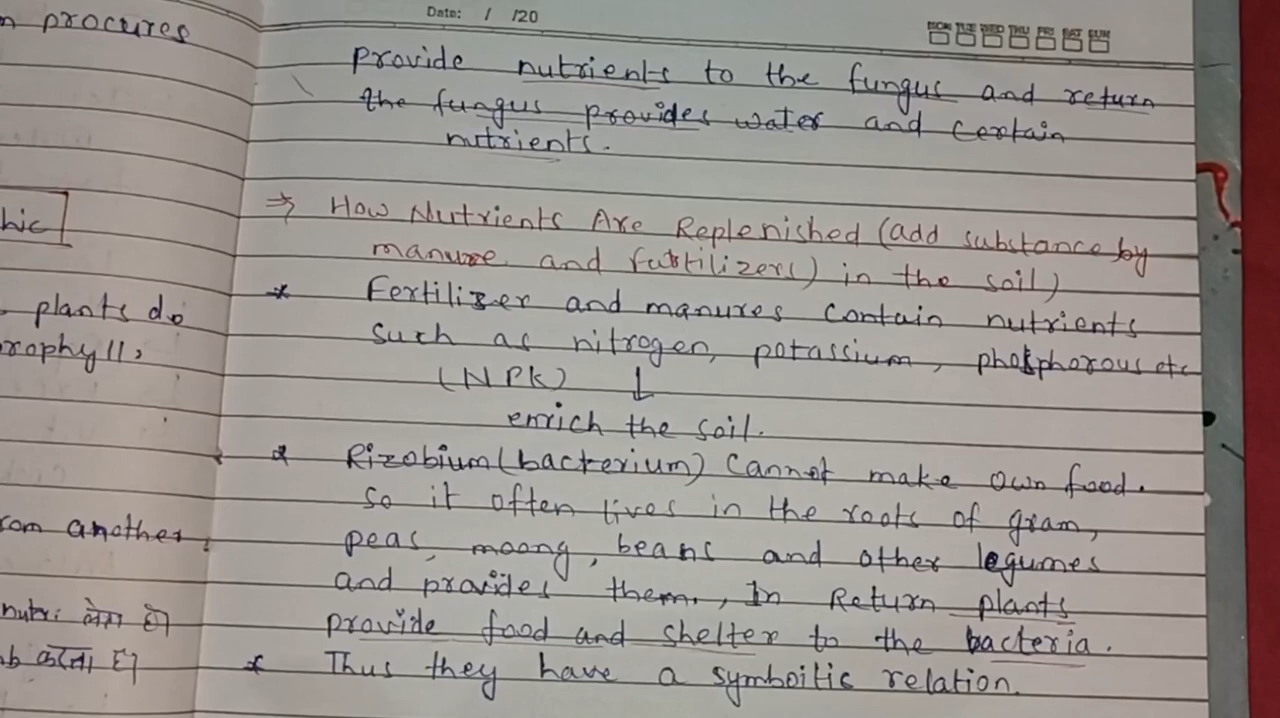 n procures
hic
plants do
rophyll,
rom another
nutri लेता है।
b करता है।
Date: / /20
MON TUE WED THU FRI SAT SUN
provide nutrients to the fungus and return
the fungus provides water and certain
nutrients.
⇒ How Nutrients Are Replenished (add substance by
manure and futtilizers) in the soil)
* Fertilizer and manures contain nutrients
such as nitrogen, potassium, phosphorous etc
(NPK) ↓
enrich the soil.
* Rizobium (bacterium) cannot make own food.
so it often lives in the roots of gram,
peas, moong, beans and other legumes
and provides them., In Return plants
provide food and shelter to the bacteria.
* Thus they have a symboitic relation.